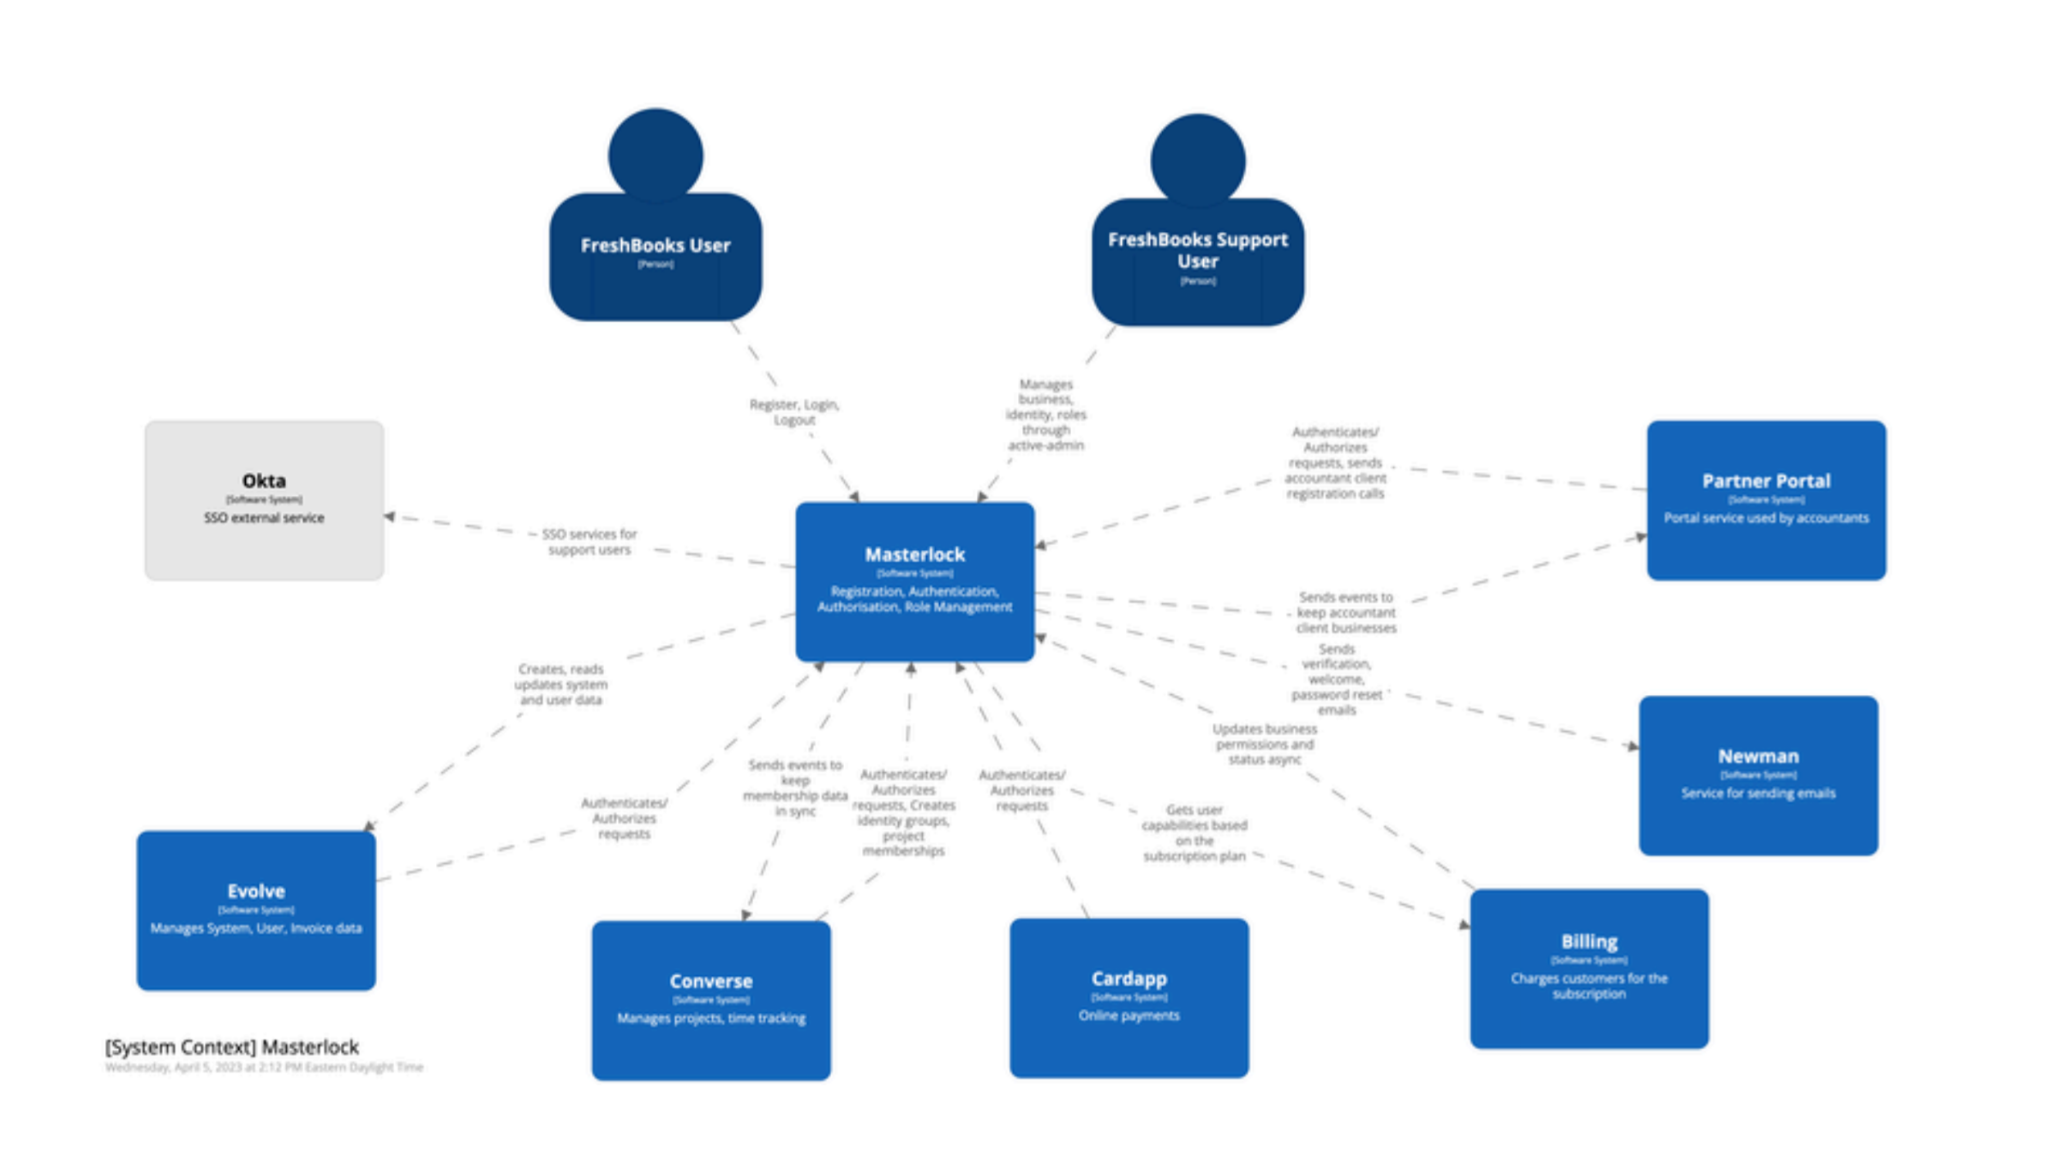 FreshBooks User
[Person]
FreshBooks Support
User
[Person]
Register, Login,
Logout
Manages
business,
identity, roles
through
active-admin
Authenticates/
Authorizes
requests, sends
accountant client
registration calls
Okta
[Software System]
SSO external service
SSO services for
support users
Masterlock
[Software System]
Registration, Authentication,
Authorisation, Role Management
Partner Portal
[Software System]
Portal service used by accountants
Sends events to
keep accountant
client businesses
Sends
verification,
welcome,
password reset
emails
Creates, reads
updates system
and user data
Updates business
permissions and
status async
Newman
[Software System]
Service for sending emails
Authenticates/
Authorizes
requests
Sends events to
keep
membership data
in sync
Authenticates/
Authorizes
requests, Creates
identity groups,
project
memberships
Authenticates/
Authorizes
requests
Gets user
capabilities based
on the
subscription plan
Evolve
[Software System]
Manages System, User, Invoice data
Converse
[Software System]
Manages projects, time tracking
Cardapp
[Software System]
Online payments
Billing
[Software System]
Charges customers for the
subscription
[System Context] Masterlock
Wednesday, April 5, 2023 at 2:12 PM Eastern Daylight Time